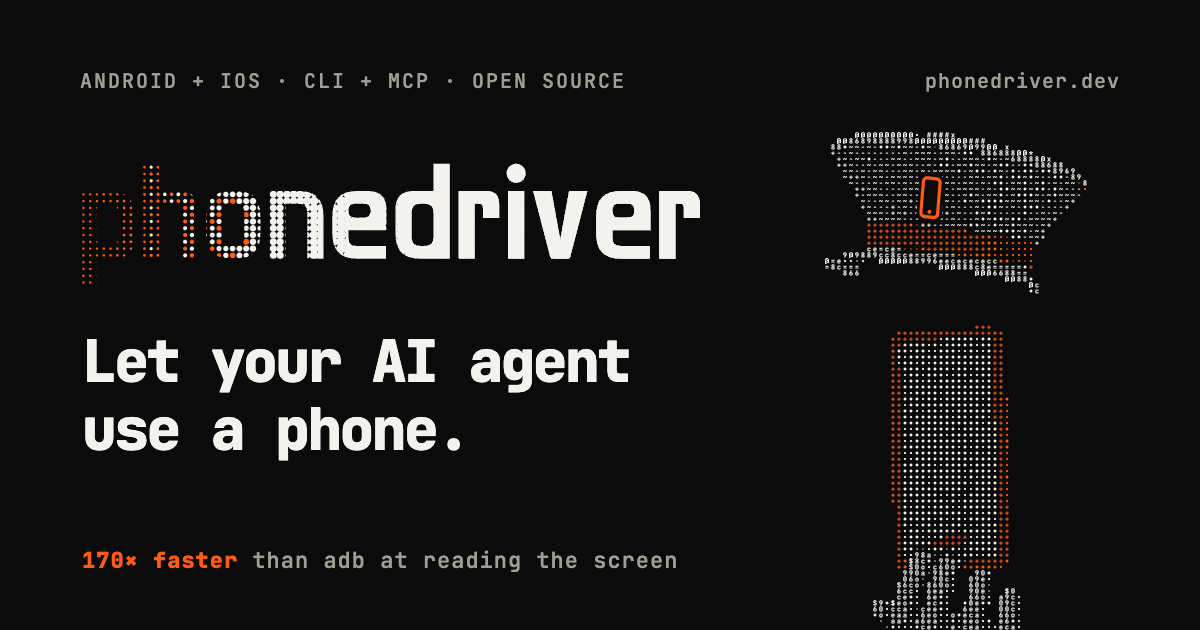 ANDROID + IOS · CLI + MCP · OPEN SOURCE
phonedriver.dev
phonedriver
Let your AI agent
use a phone.
170× faster than adb at reading the screen